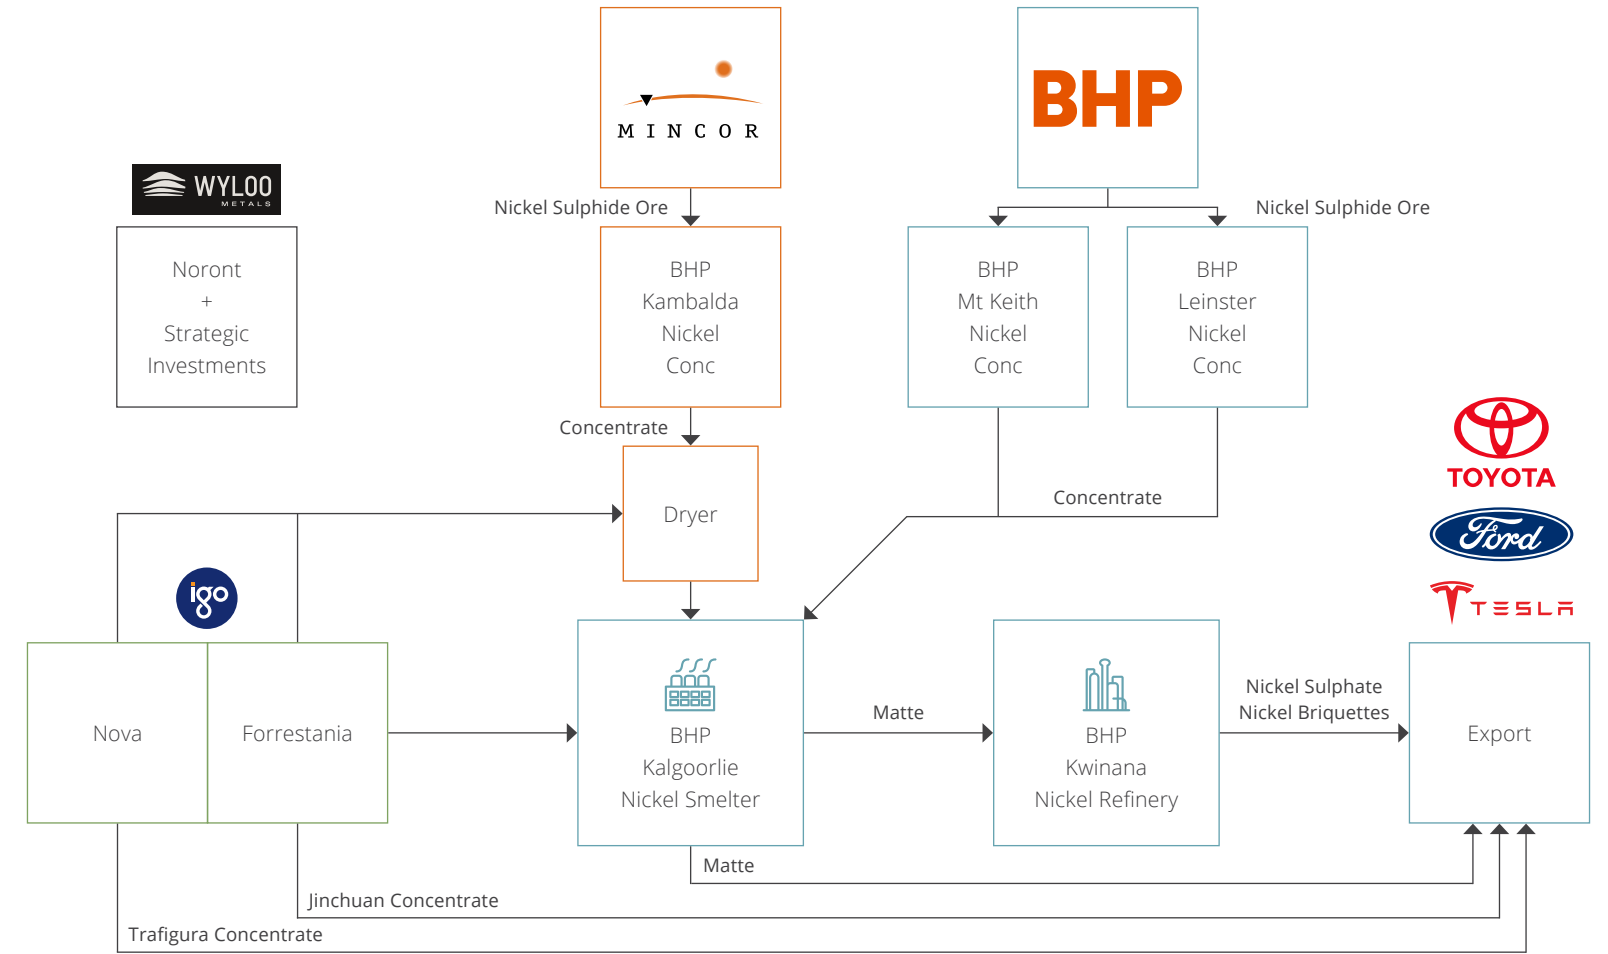 MINCOR
BHP
WYLOO
METALS
Nickel Sulphide Ore
Nickel Sulphide Ore
Noront
+
Strategic
Investments
BHP
Kambalda
Nickel
Conc
BHP
Mt Keith
Nickel
Conc
BHP
Leinster
Nickel
Conc
Concentrate
TOYOTA
Concentrate
Dryer
Ford
igo
TESLA
Nova
Forrestania
BHP
Kalgoorlie
Nickel Smelter
Matte
BHP
Kwinana
Nickel Refinery
Nickel Sulphate
Nickel Briquettes
Export
Matte
Jinchuan Concentrate
Trafigura Concentrate